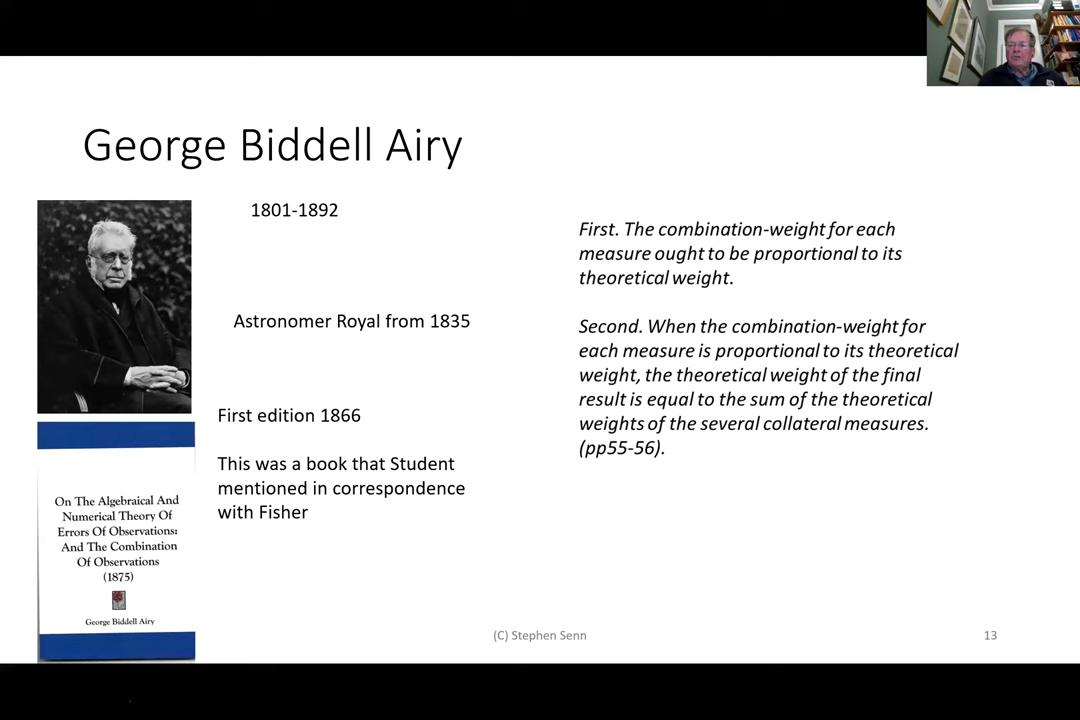 George Biddell Airy
1801-1892
Astronomer Royal from 1835
First edition 1866
This was a book that Student
mentioned in correspondence
with Fisher
On The Algebraical And
Numerical Theory Of
Errors Of Observations:
And The Combination
Of Observations
(1875)
George Biddell Airy
First. The combination-weight for each
measure ought to be proportional to its
theoretical weight.
Second. When the combination-weight for
each measure is proportional to its theoretical
weight, the theoretical weight of the final
result is equal to the sum of the theoretical
weights of the several collateral measures.
(pp55-56).
(C) Stephen Senn
13